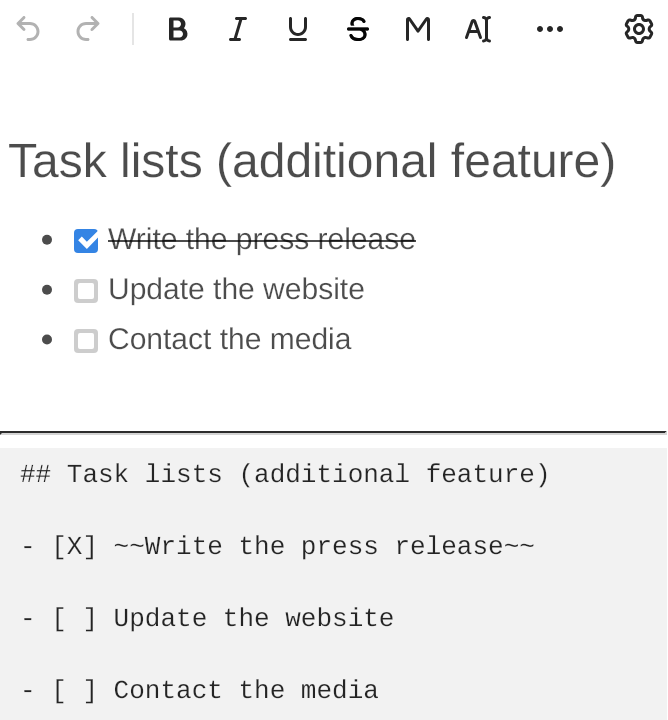 Task lists (additional feature)
Write the press release
Update the website
Contact the media
## Task lists (additional feature)
- [X] ~~Write the press release~~
- [ ] Update the website
- [ ] Contact the media